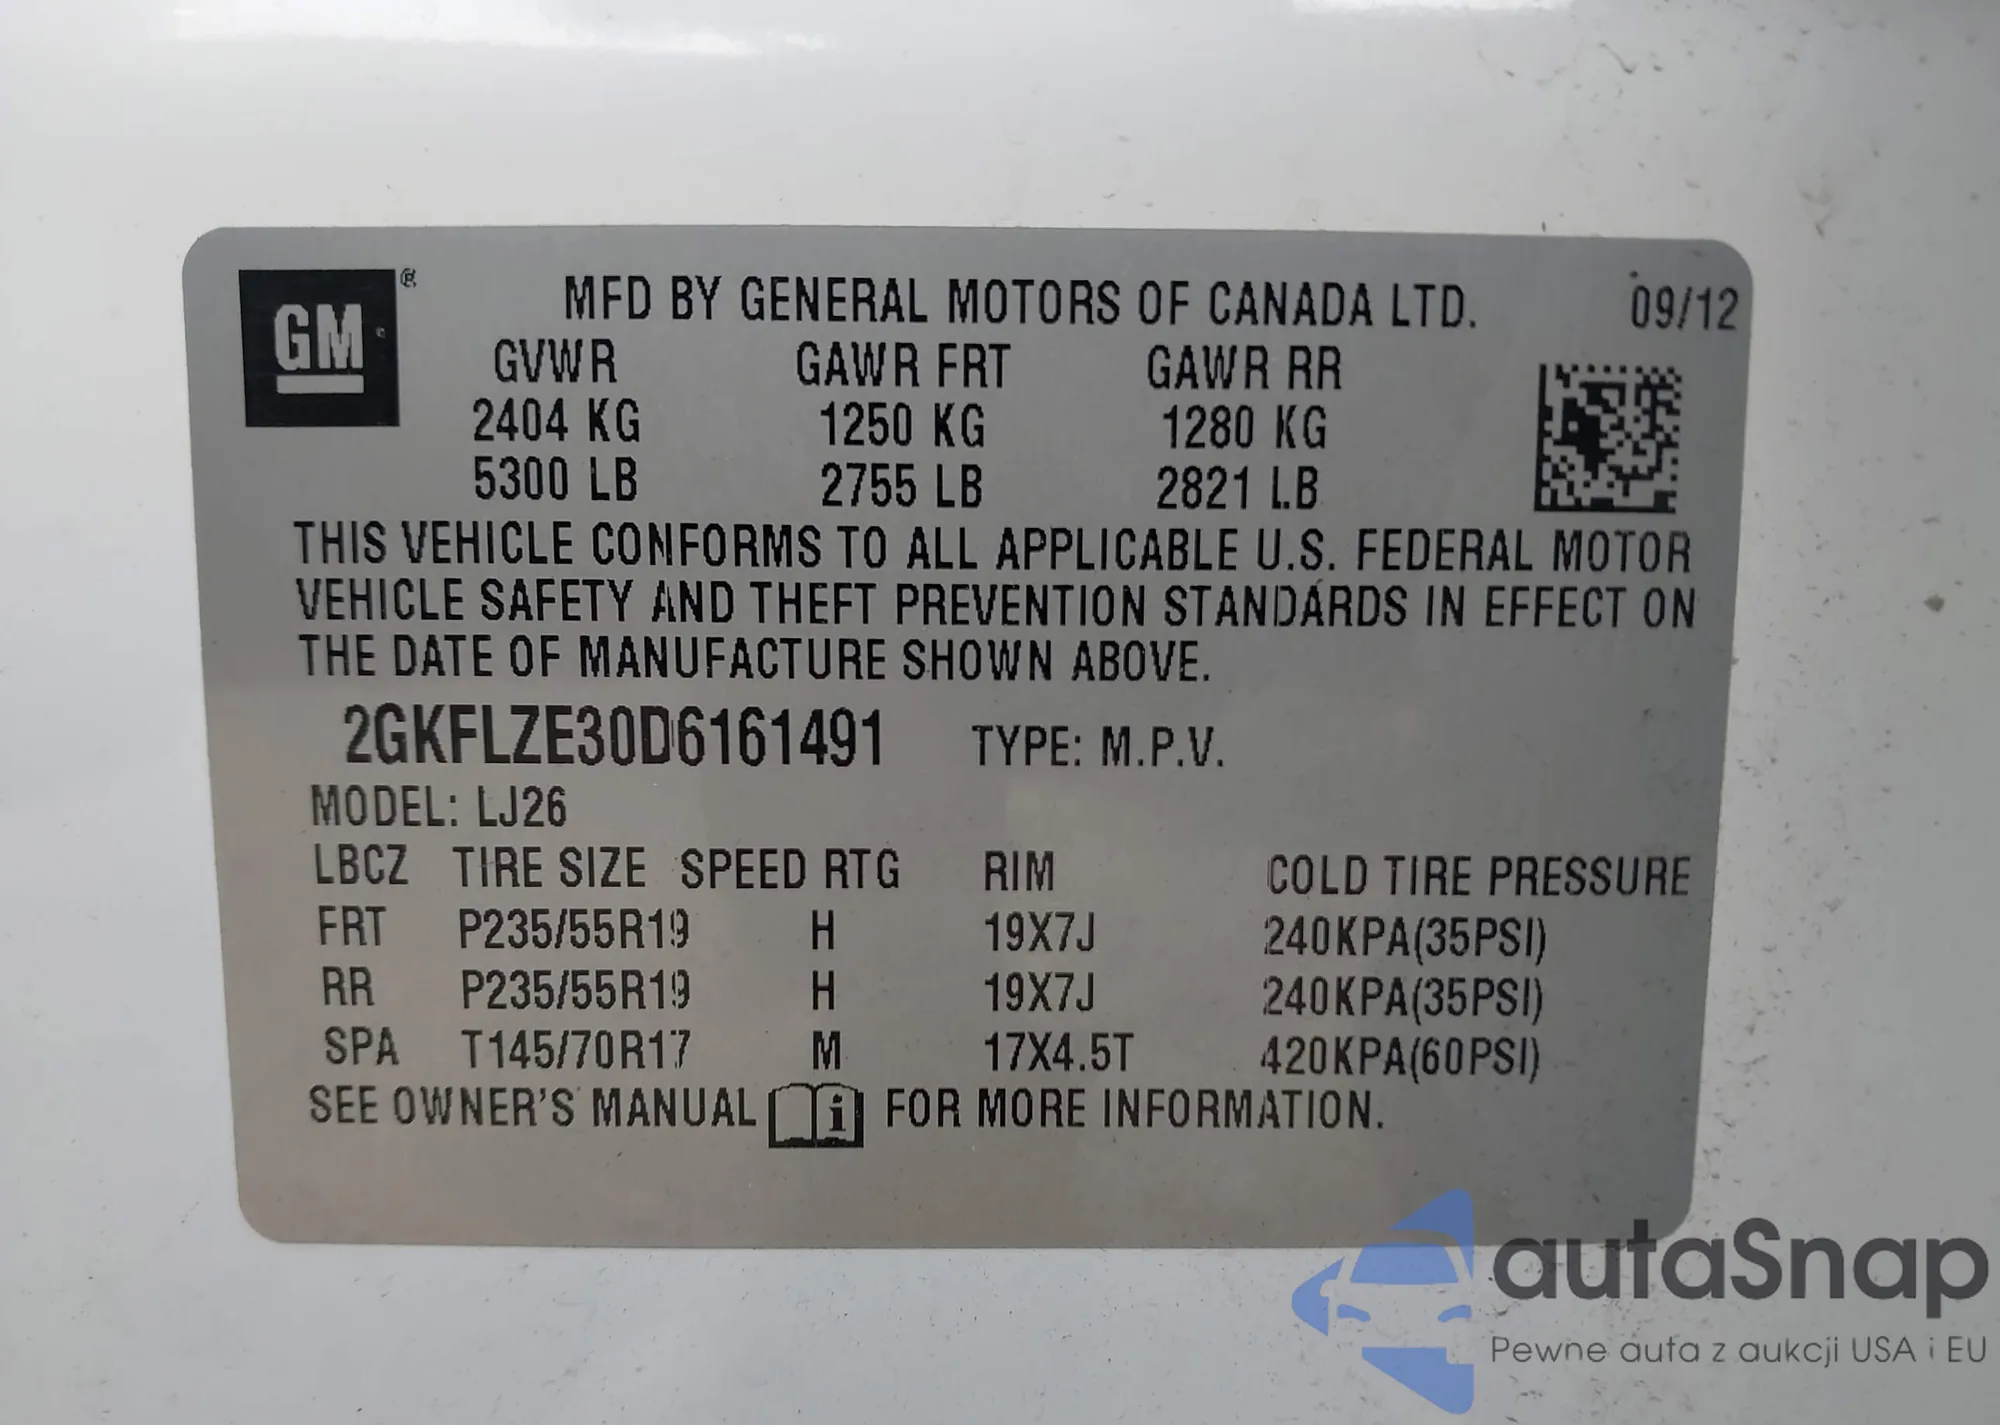 GM ®
MFD BY GENERAL MOTORS OF CANADA LTD. 09/12
GVWR GAWR FRT GAWR RR
2404 KG 1250 KG 1280 KG
5300 LB 2755 LB 2821 LB
THIS VEHICLE CONFORMS TO ALL APPLICABLE U.S. FEDERAL MOTOR
VEHICLE SAFETY AND THEFT PREVENTION STANDARDS IN EFFECT ON
THE DATE OF MANUFACTURE SHOWN ABOVE.
2GKFLZE30D6161491 TYPE: M.P.V.
MODEL: LJ26
LBCZ TIRE SIZE SPEED RTG RIM COLD TIRE PRESSURE
FRT P235/55R19 H 19X7J 240KPA(35PSI)
RR P235/55R19 H 19X7J 240KPA(35PSI)
SPA T145/70R17 M 17X4.5T 420KPA(60PSI)
SEE OWNER'S MANUAL i FOR MORE INFORMATION.
autaSnap
Pewne auta z aukcji USA i EU